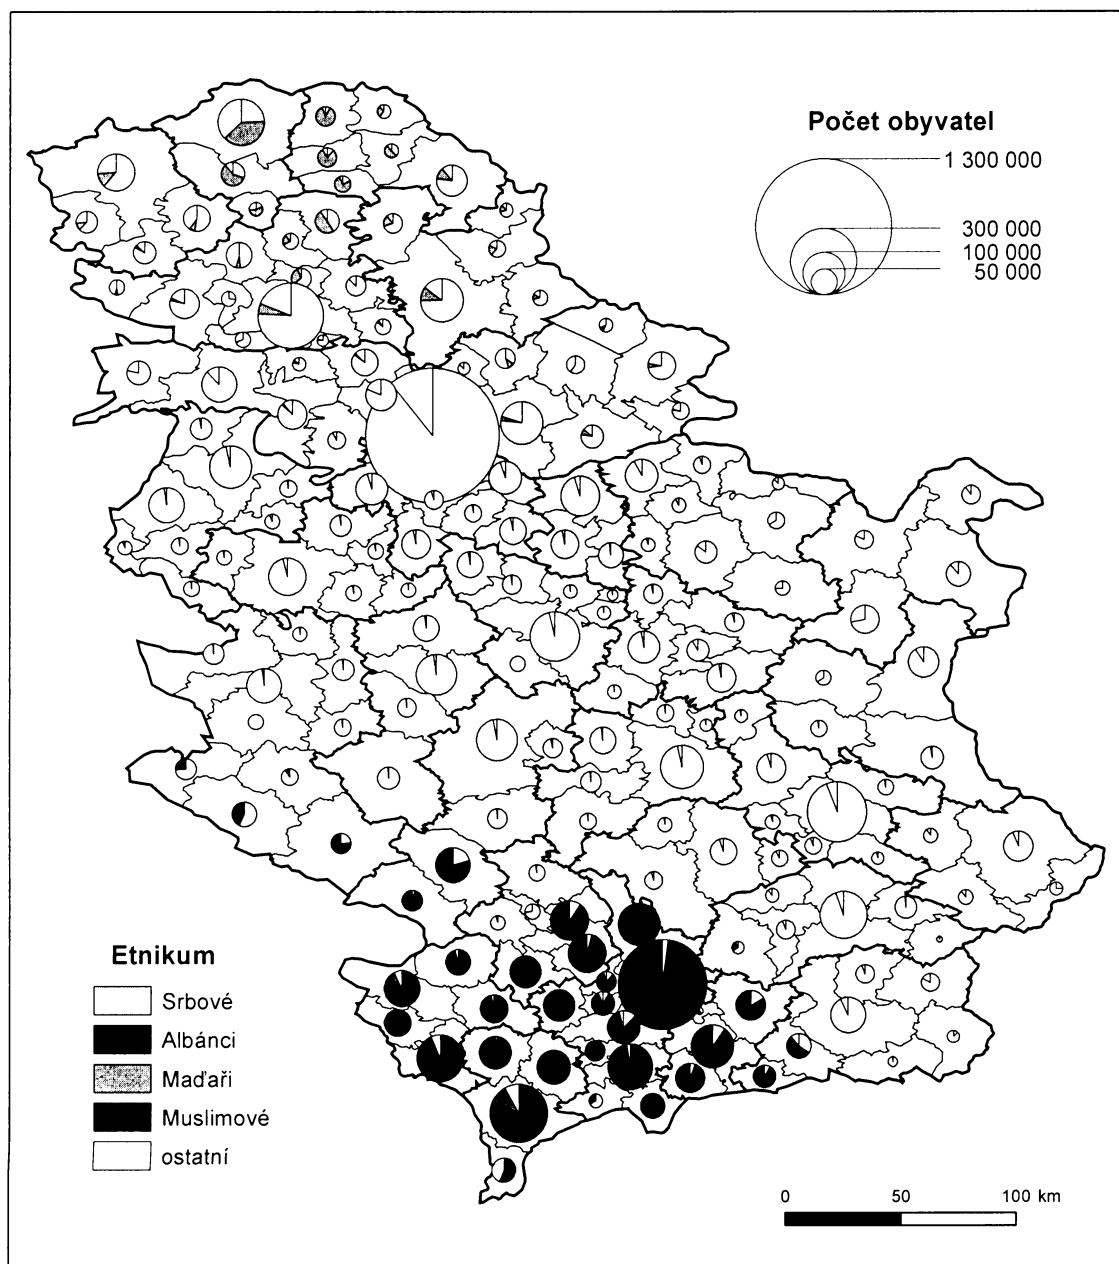 Počet obyvatel
1 300 000
300 000
100 000
50 000
Etnikum
Srbové
Albánci
Maďaři
Muslimové
ostatní
0 50 100 km